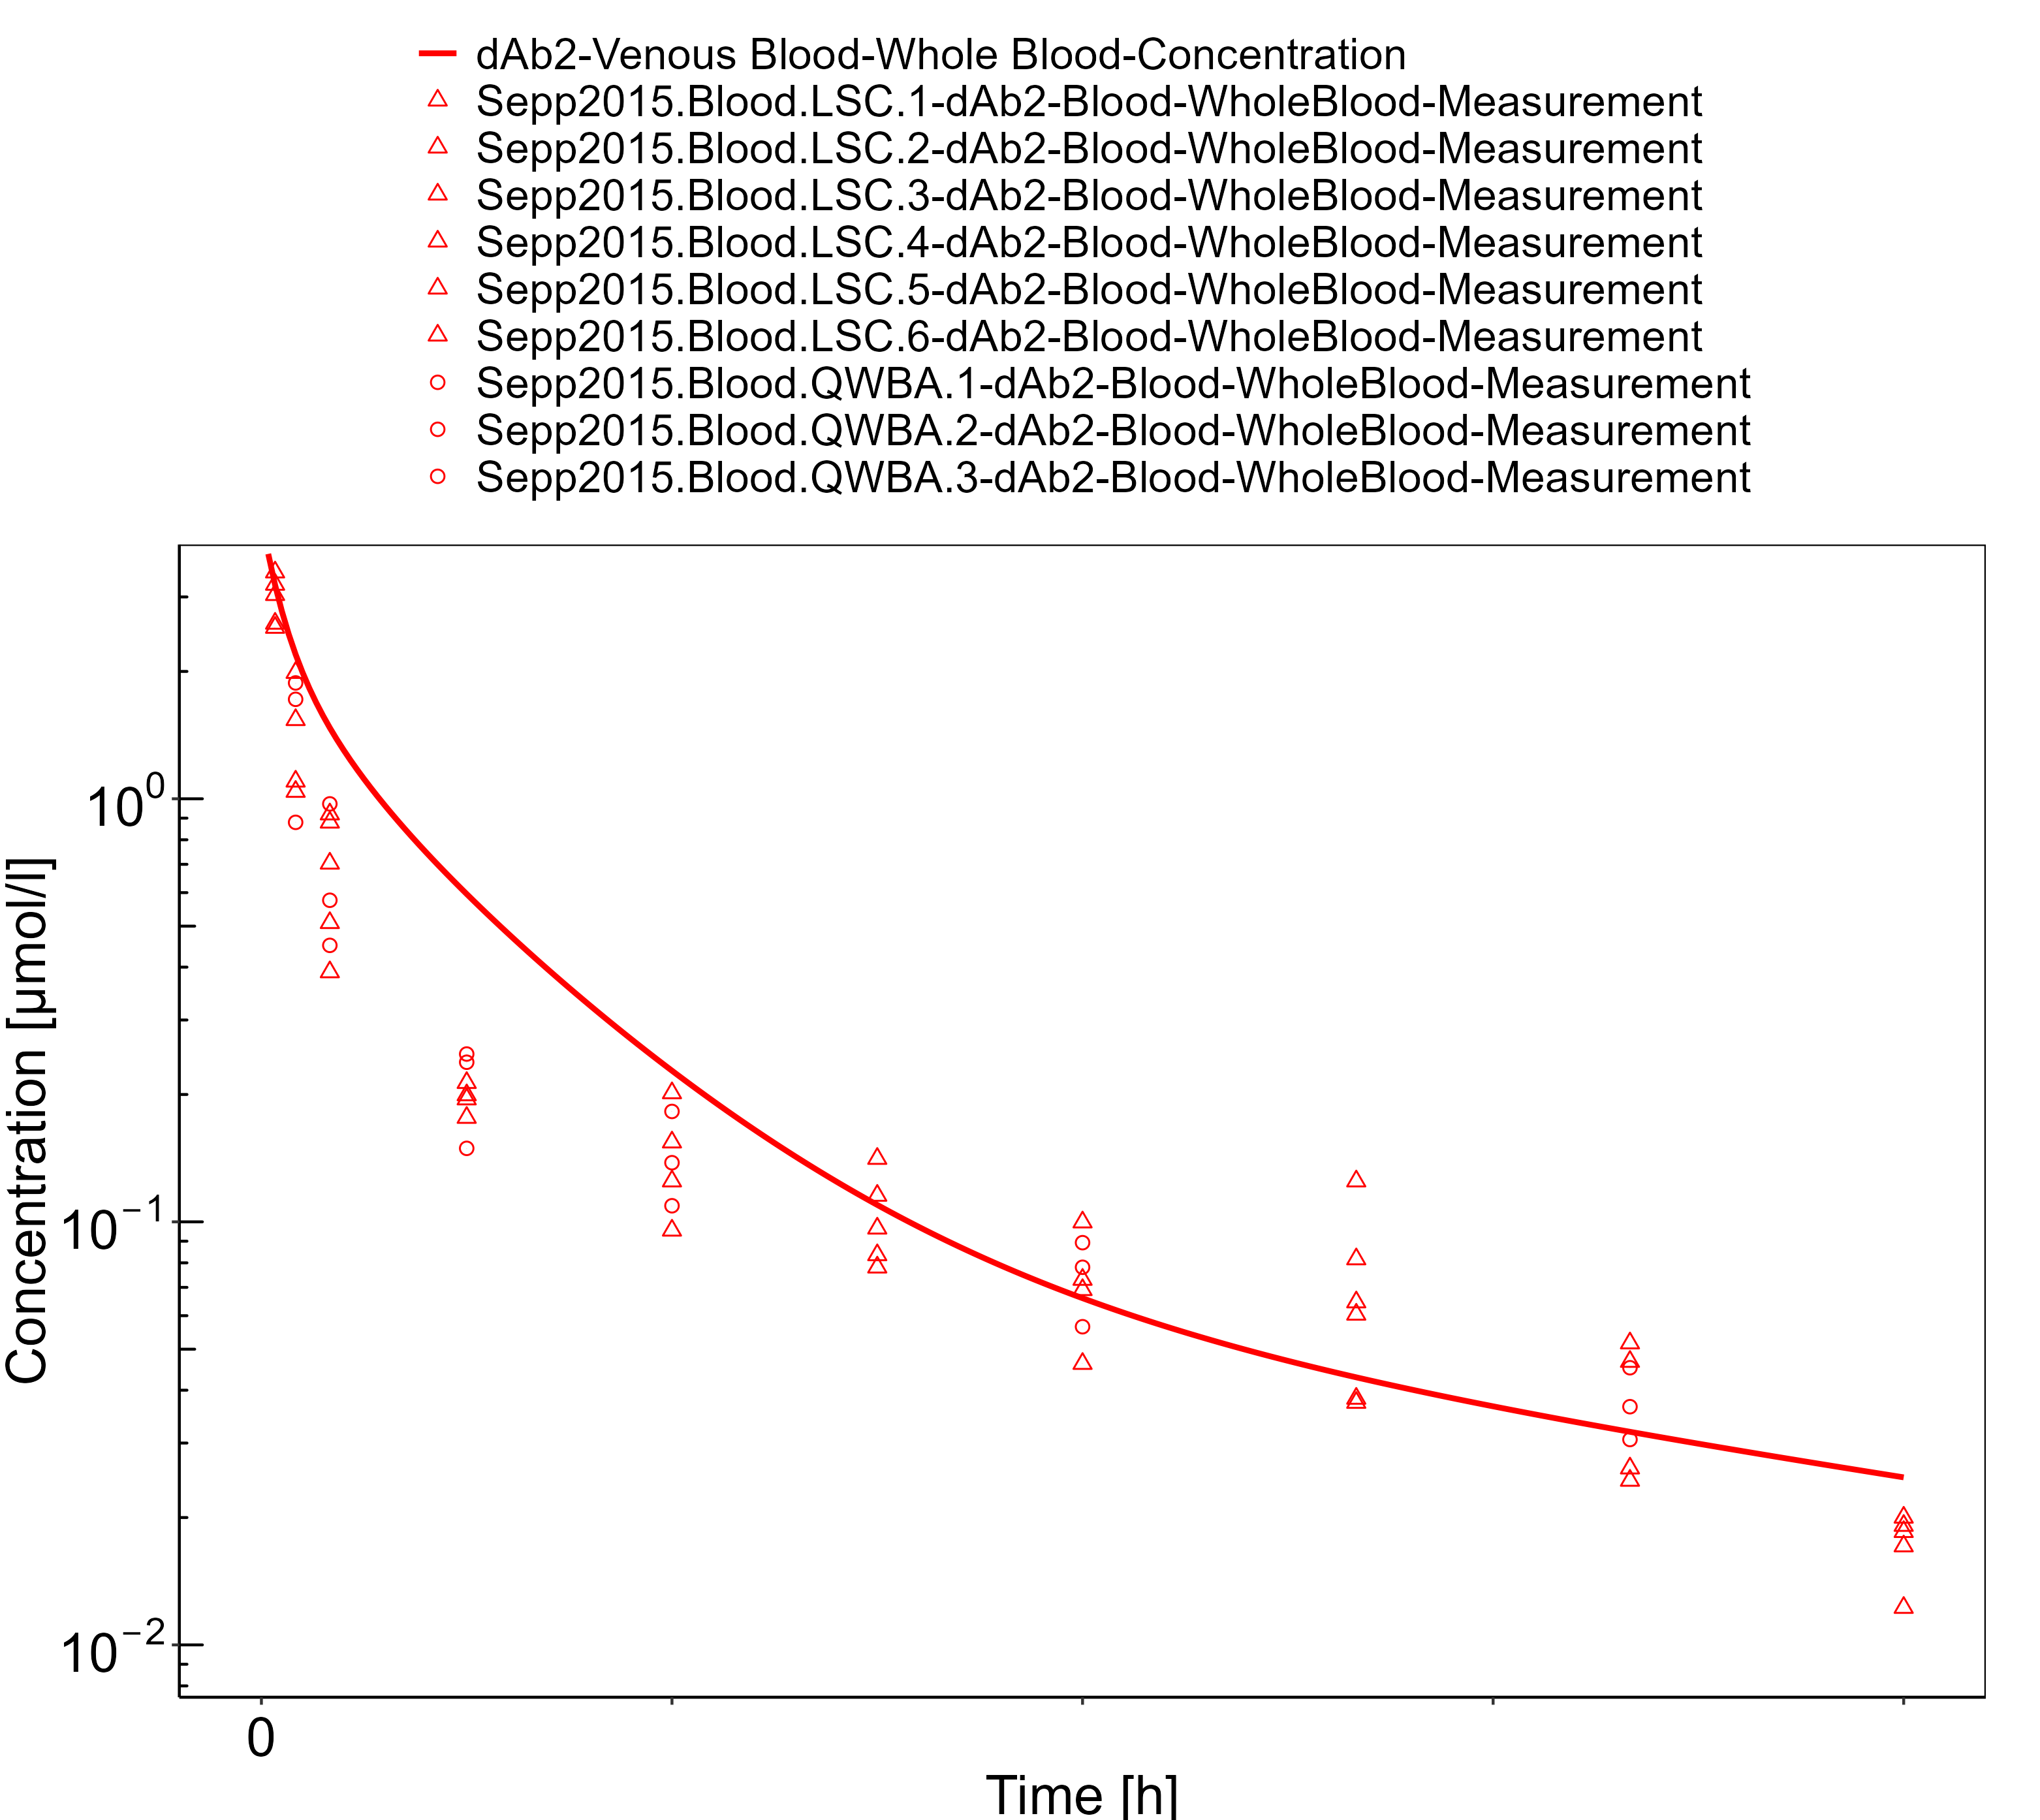 dAb2-Venous Blood-Whole Blood-Concentration
Sepp2015.Blood.LSC.1-dAb2-Blood-WholeBlood-Measurement
Sepp2015.Blood.LSC.2-dAb2-Blood-WholeBlood-Measurement
Sepp2015.Blood.LSC.3-dAb2-Blood-WholeBlood-Measurement
Sepp2015.Blood.LSC.4-dAb2-Blood-WholeBlood-Measurement
Sepp2015.Blood.LSC.5-dAb2-Blood-WholeBlood-Measurement
Sepp2015.Blood.LSC.6-dAb2-Blood-WholeBlood-Measurement
Sepp2015.Blood.QWBA.1-dAb2-Blood-WholeBlood-Measurement
Sepp2015.Blood.QWBA.2-dAb2-Blood-WholeBlood-Measurement
Sepp2015.Blood.QWBA.3-dAb2-Blood-WholeBlood-Measurement
Concentration [µmol/l]
10⁰
10⁻¹
10⁻²
0
Time [h]